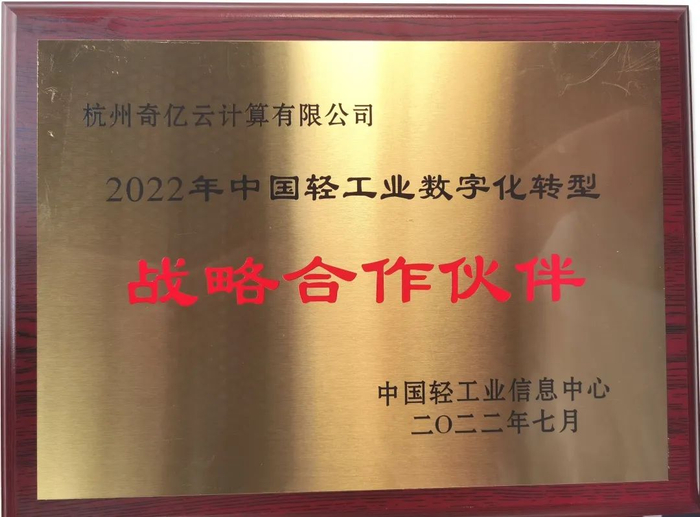 杭州奇亿云计算有限公司
2022年中国轻工业数字化转型
战略合作伙伴
中国轻工业信息中心
二〇二二年七月